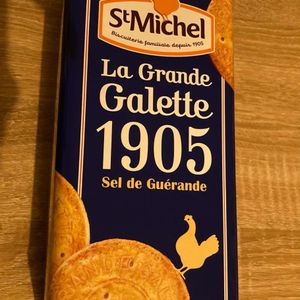 St Michel
Biscuiterie familiale depuis 1905
La Grande
Galette
1905
Sel de Guérande